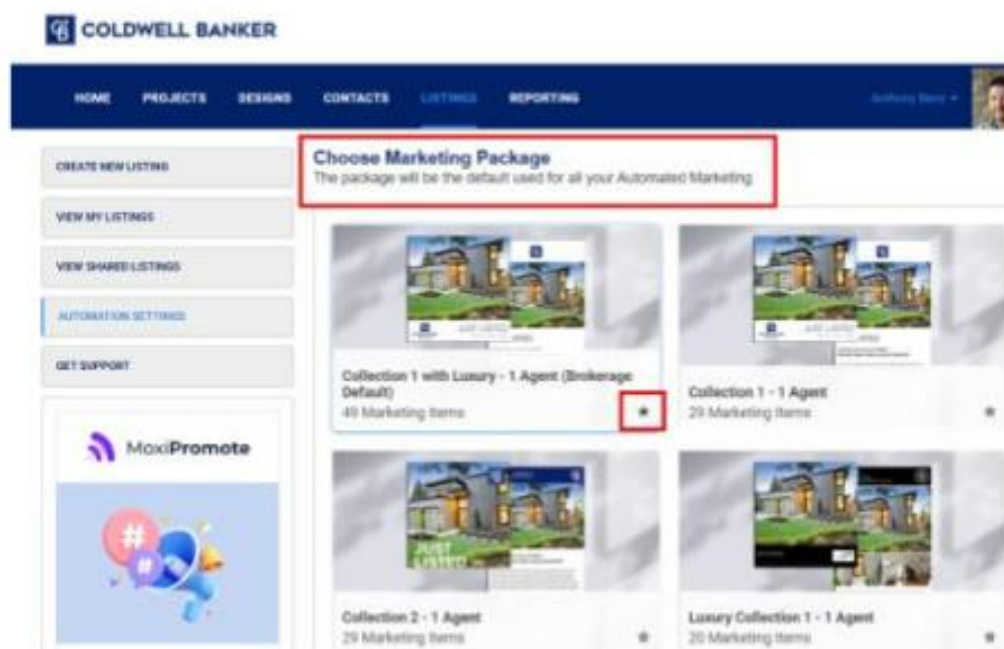 COLDWELL BANKER
HOME PROJECTS DESIGNS CONTACTS LISTINGS REPORTING
CREATE NEW LISTING
VIEW MY LISTINGS
VIEW SHARED LISTINGS
AUTOMATION SETTINGS
GET SUPPORT
MoxiPromote
#
#
Choose Marketing Package
The package will be the default used for all your Automated Marketing
Collection 1 with Luxury - 1 Agent (Brokerage
Default)
49 Marketing Items
Collection 1 - 1 Agent
29 Marketing Items
JUST
LISTED
Collection 2 - 1 Agent
29 Marketing Items
Luxury Collection 1 - 1 Agent
20 Marketing Items